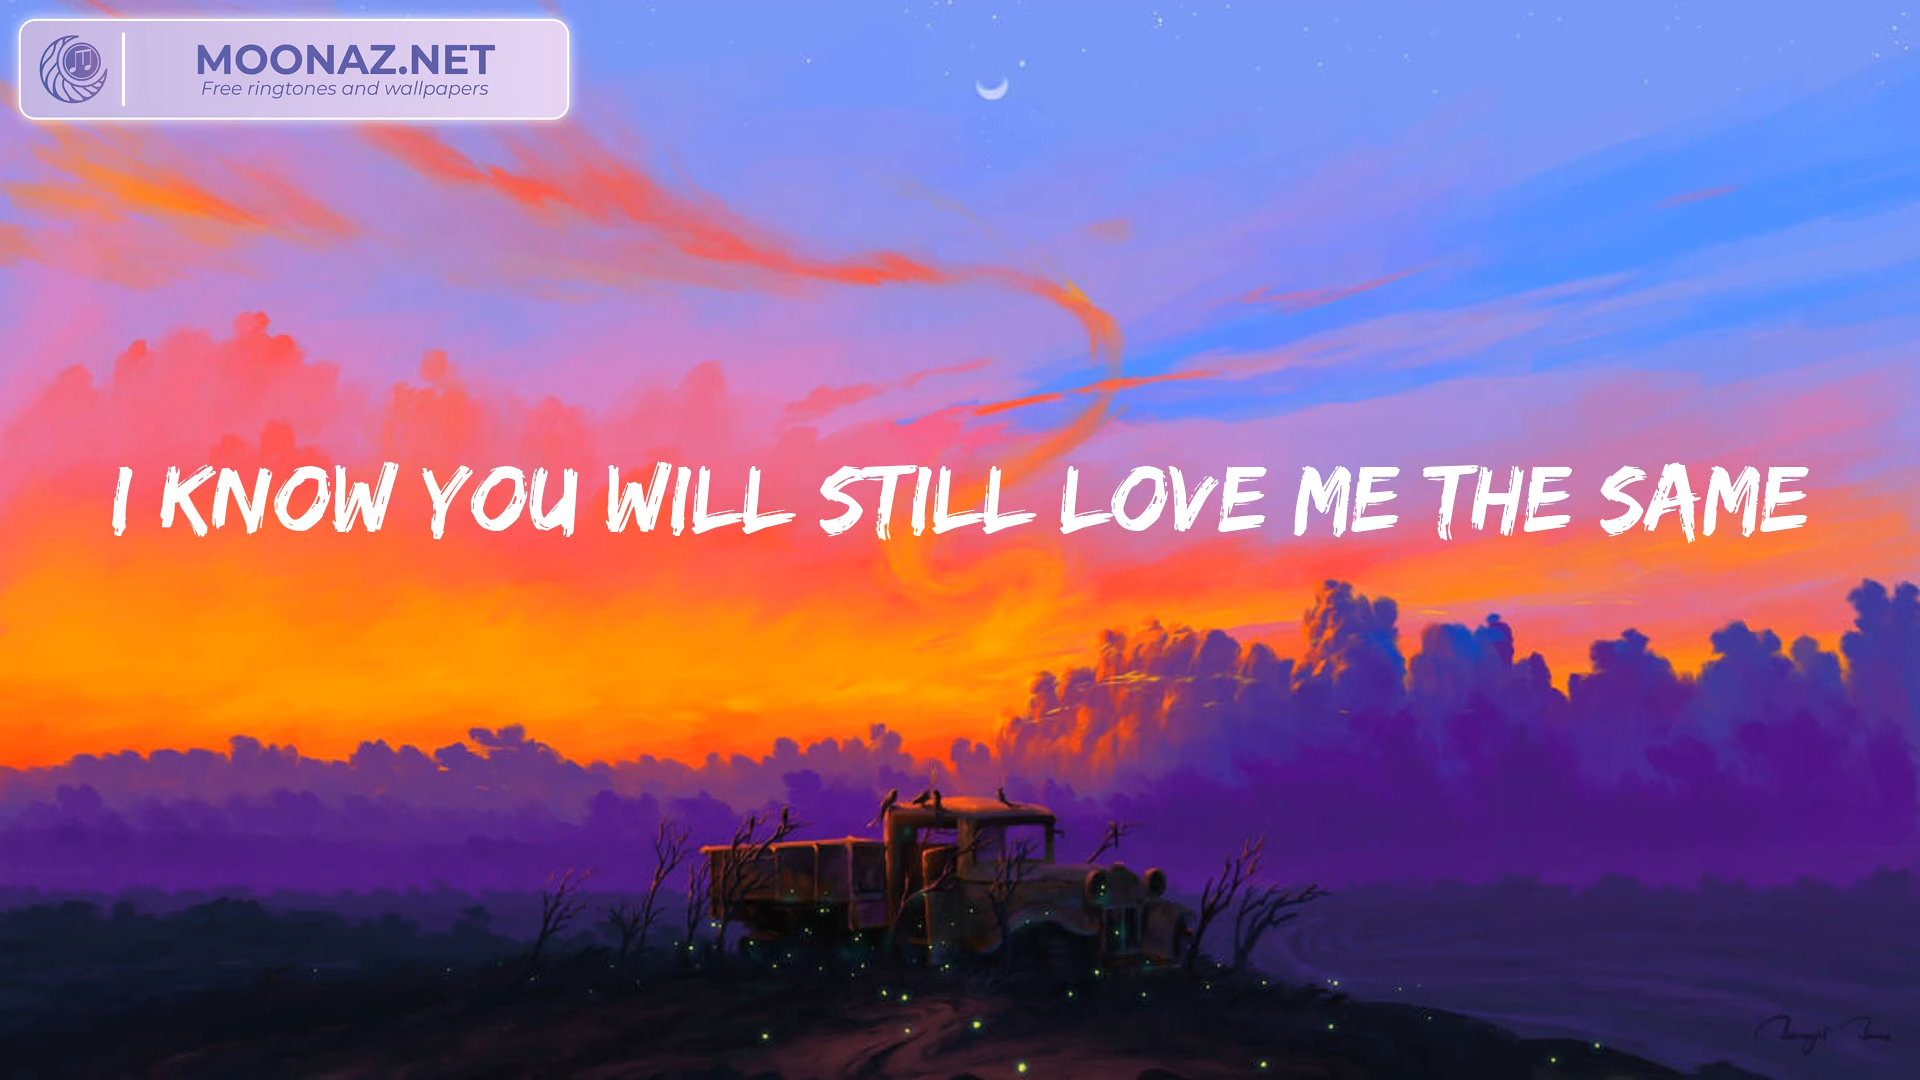 MOONAZ.NET
Free ringtones and wallpapers
I KNOW YOU WILL STILL LOVE ME THE SAME